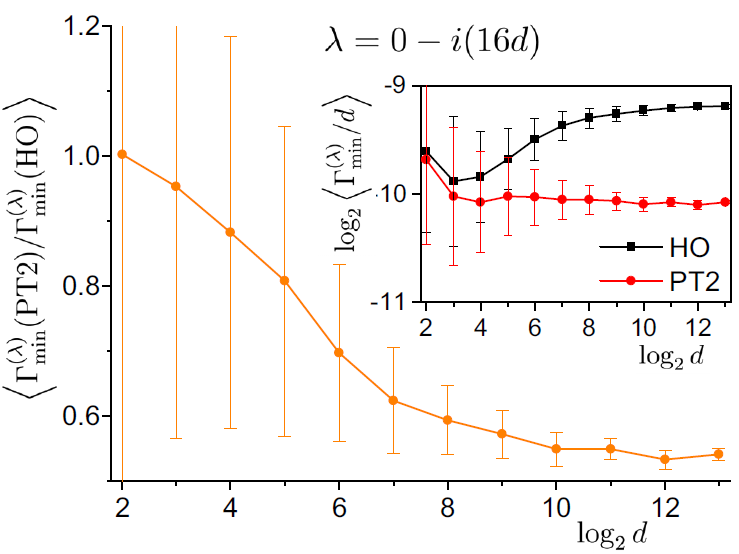 λ = 0 − i(16d)
⟨Γ_min^(λ)(PT2)/Γ_min^(λ)(HO)⟩
1.2
1.0
0.8
0.6
2
4
6
8
10
12
log₂ d
log₂ ⟨Γ_min^(λ)/d⟩
-9
-10
-11
HO
PT2
2
4
6
8
10
12
log₂ d